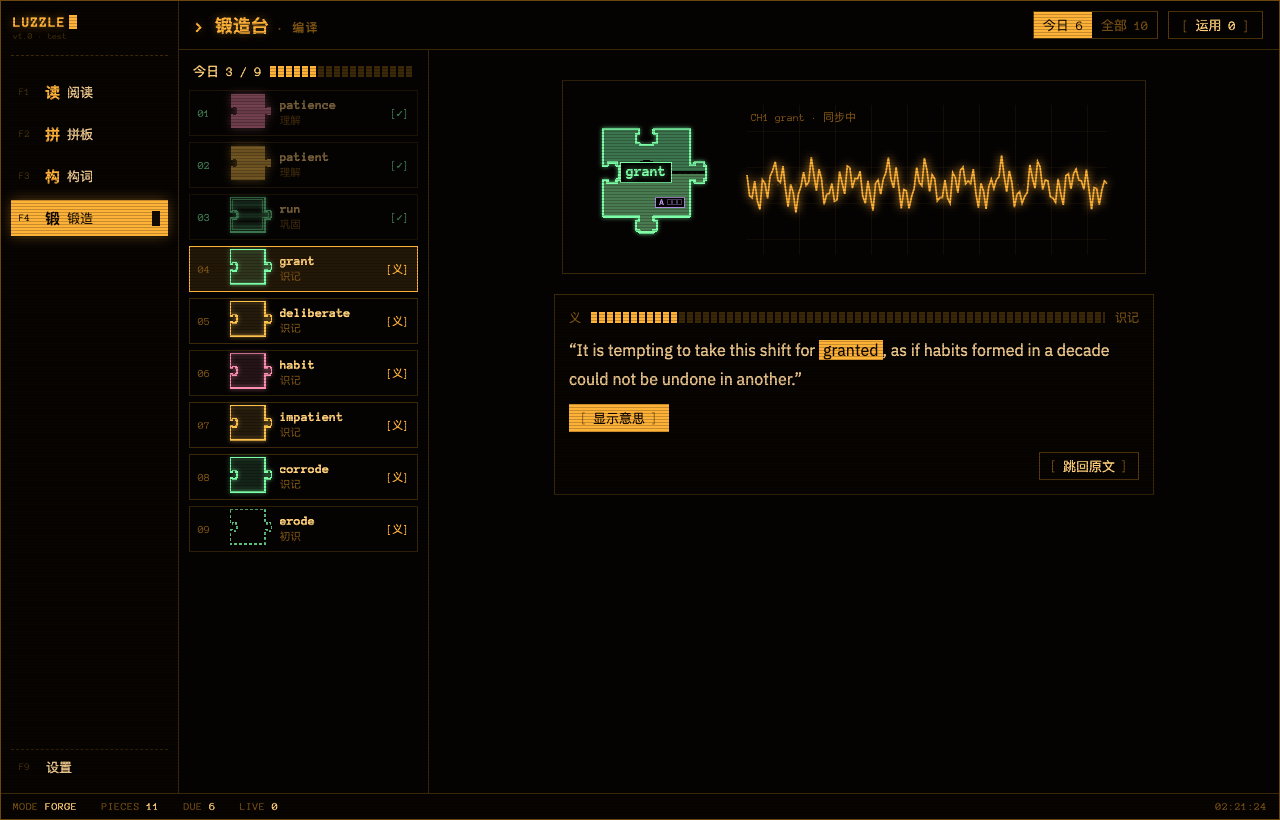 LUZZLE
v1.0 · test
F1 读 阅读
F2 拼 拼板
F3 构 构词
F4 锻 锻造
F9 设置
› 锻造台 · 编译
今日 6 全部 10 [ 运用 0 ]
今日 3 / 9
01 patience [✓]
理解
02 patient [✓]
理解
03 run [✓]
巩固
04 grant [义]
识记
05 deliberate [义]
识记
06 habit [义]
识记
07 impatient [义]
识记
08 corrode [义]
识记
09 erode [义]
初识
CH1 grant · 同步中
grant
A
义 识记
“It is tempting to take this shift for granted, as if habits formed in a decade
could not be undone in another.”
[ 显示意思 ]
[ 跳回原文 ]
MODE FORGE PIECES 11 DUE 6 LIVE 0 02:21:24